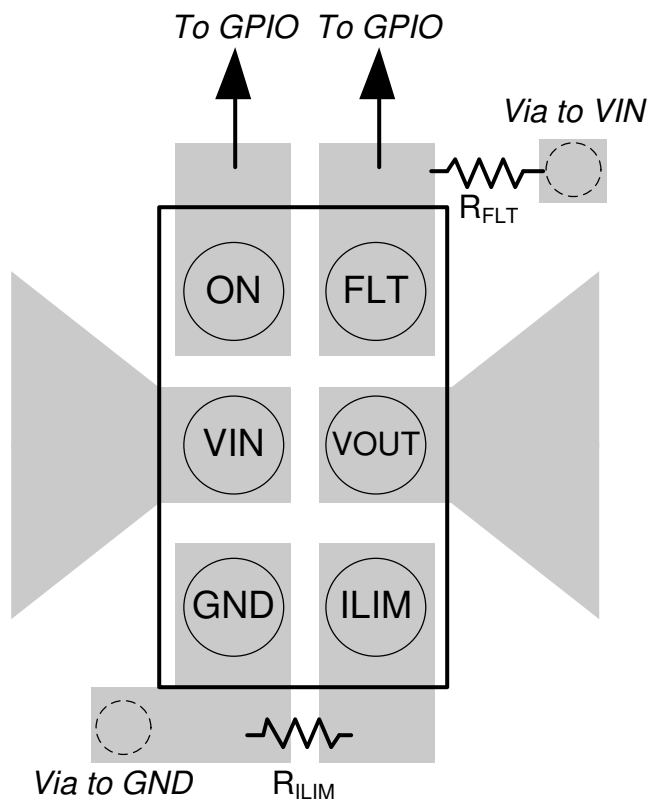 To GPIO To GPIO
Via to VIN
RFLT
ON FLT
VIN VOUT
GND ILIM
Via to GND RILIM